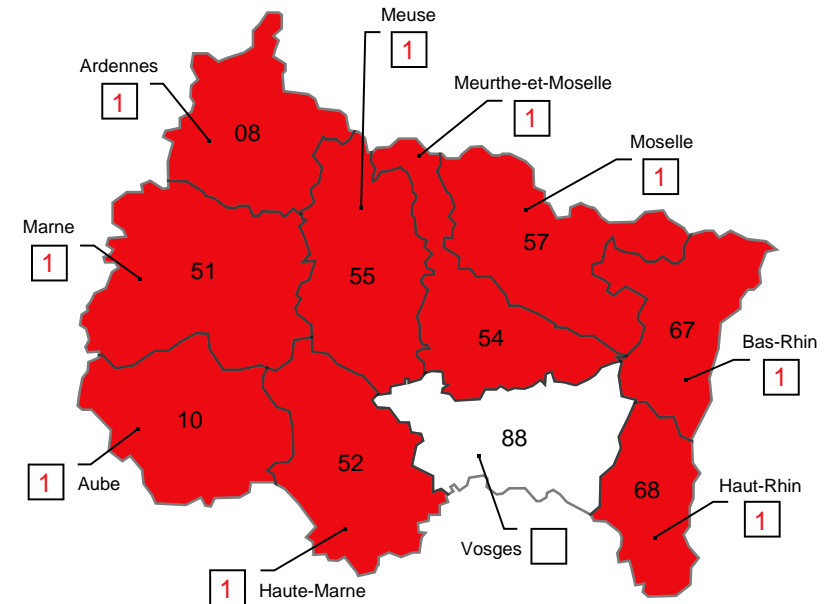 Meuse
1
Ardennes
1
Meurthe-et-Moselle
1
08
Moselle
1
Marne
1
57
51
55
67
54
Bas-Rhin
1
10
88
52
1
Aube
68
Haut-Rhin
1
Vosges
1
Haute-Marne